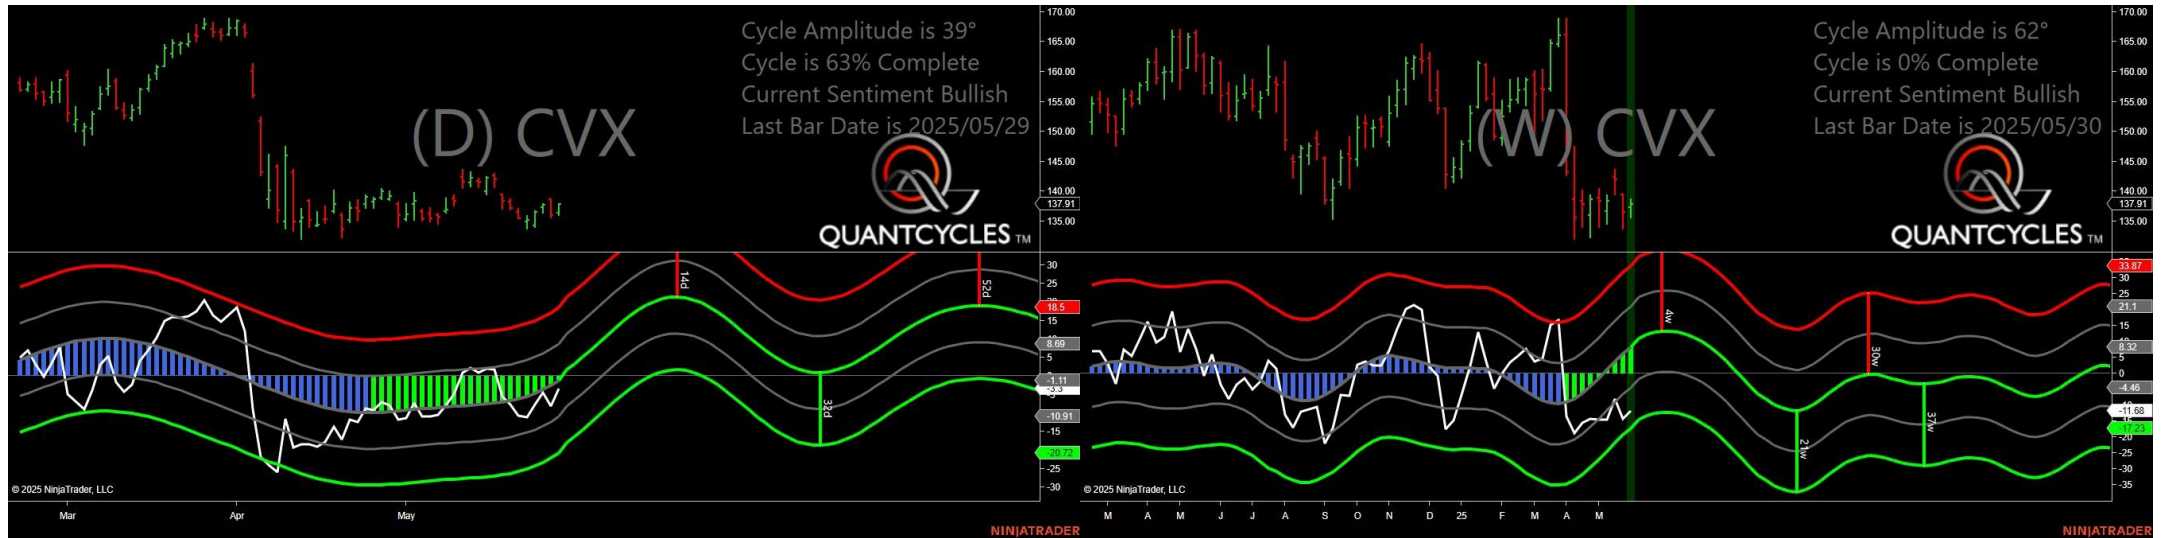 Cycle Amplitude is 39°
Cycle is 63% Complete
Current Sentiment Bullish
Last Bar Date is 2025/05/29
(D) CVX
QUANTCYCLES TM
170.00
165.00
160.00
155.00
150.00
145.00
140.00
137.91
135.00
14d
32d
52d
30
25
18.5
15
8.69
5
-1.11
-3.3
-10.91
-15
-20.72
-25
-30
© 2025 NinjaTrader, LLC
Mar
Apr
May
NINJATRADER
Cycle Amplitude is 62°
Cycle is 0% Complete
Current Sentiment Bullish
Last Bar Date is 2025/05/30
(W) CVX
QUANTCYCLES TM
170.00
165.00
160.00
155.00
150.00
145.00
140.00
137.91
135.00
4w
21w
30w
37w
33.87
25
21.1
15
8.32
5
0
-4.46
-11.68
-17.23
-20
-25
-30
-35
© 2025 NinjaTrader, LLC
M A M J J A S O N D 25 F M A M
NINJATRADER